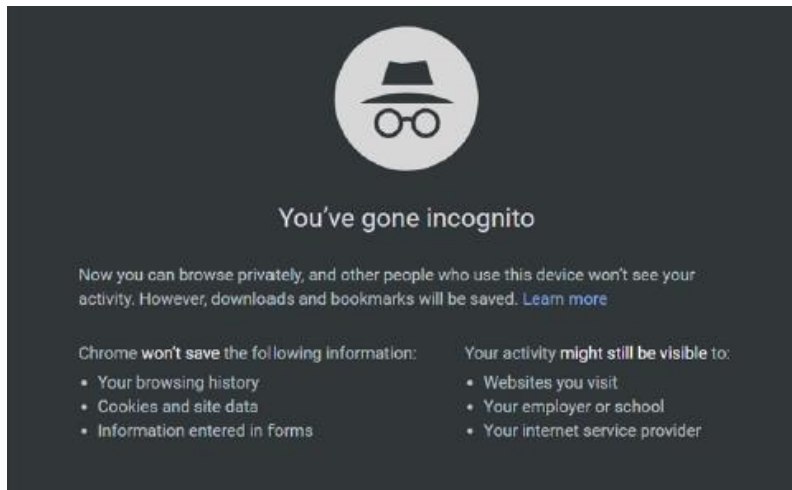 You've gone incognito
Now you can browse privately, and other people who use this device won't see your
activity. However, downloads and bookmarks will be saved. Learn more
Chrome won't save the following information:
• Your browsing history
• Cookies and site data
• Information entered in forms
Your activity might still be visible to:
• Websites you visit
• Your employer or school
• Your internet service provider